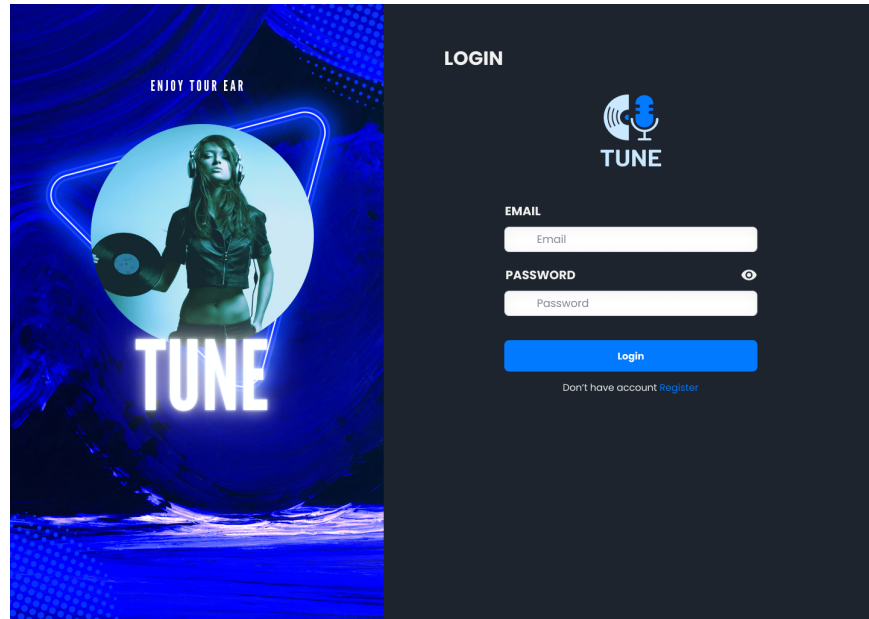 ENJOY TOUR EAR
TUNE
LOGIN
TUNE
EMAIL
Email
PASSWORD
Password
Login
Don't have account Register